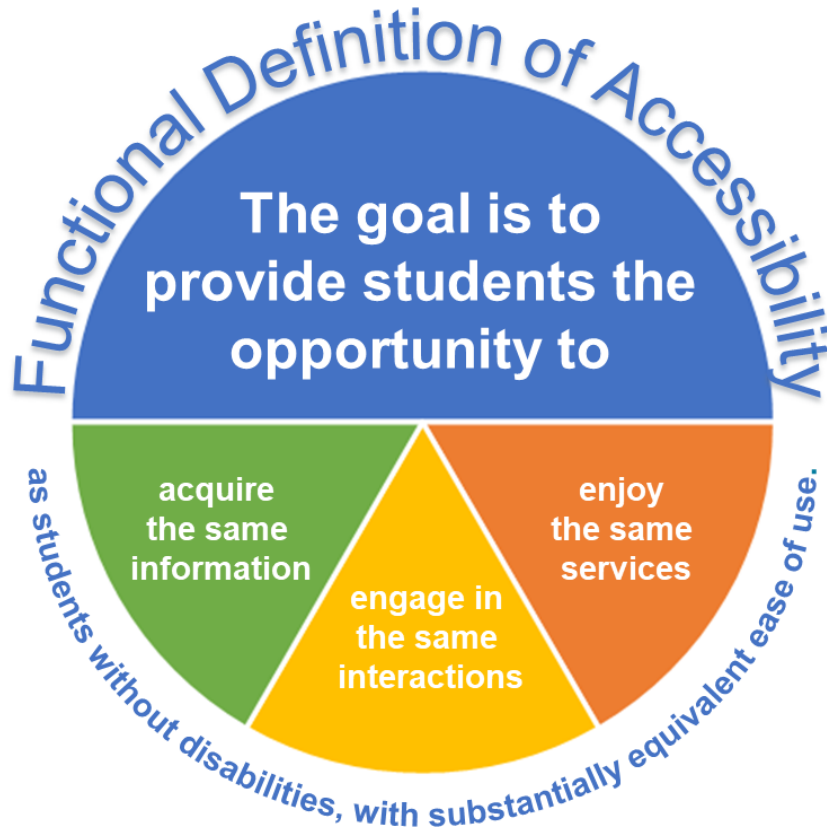 Functional Definition of Accessibility
The goal is to
provide students the
opportunity to
acquire
the same
information
engage in
the same
interactions
enjoy
the same
services
as students without disabilities, with substantially equivalent ease of use.